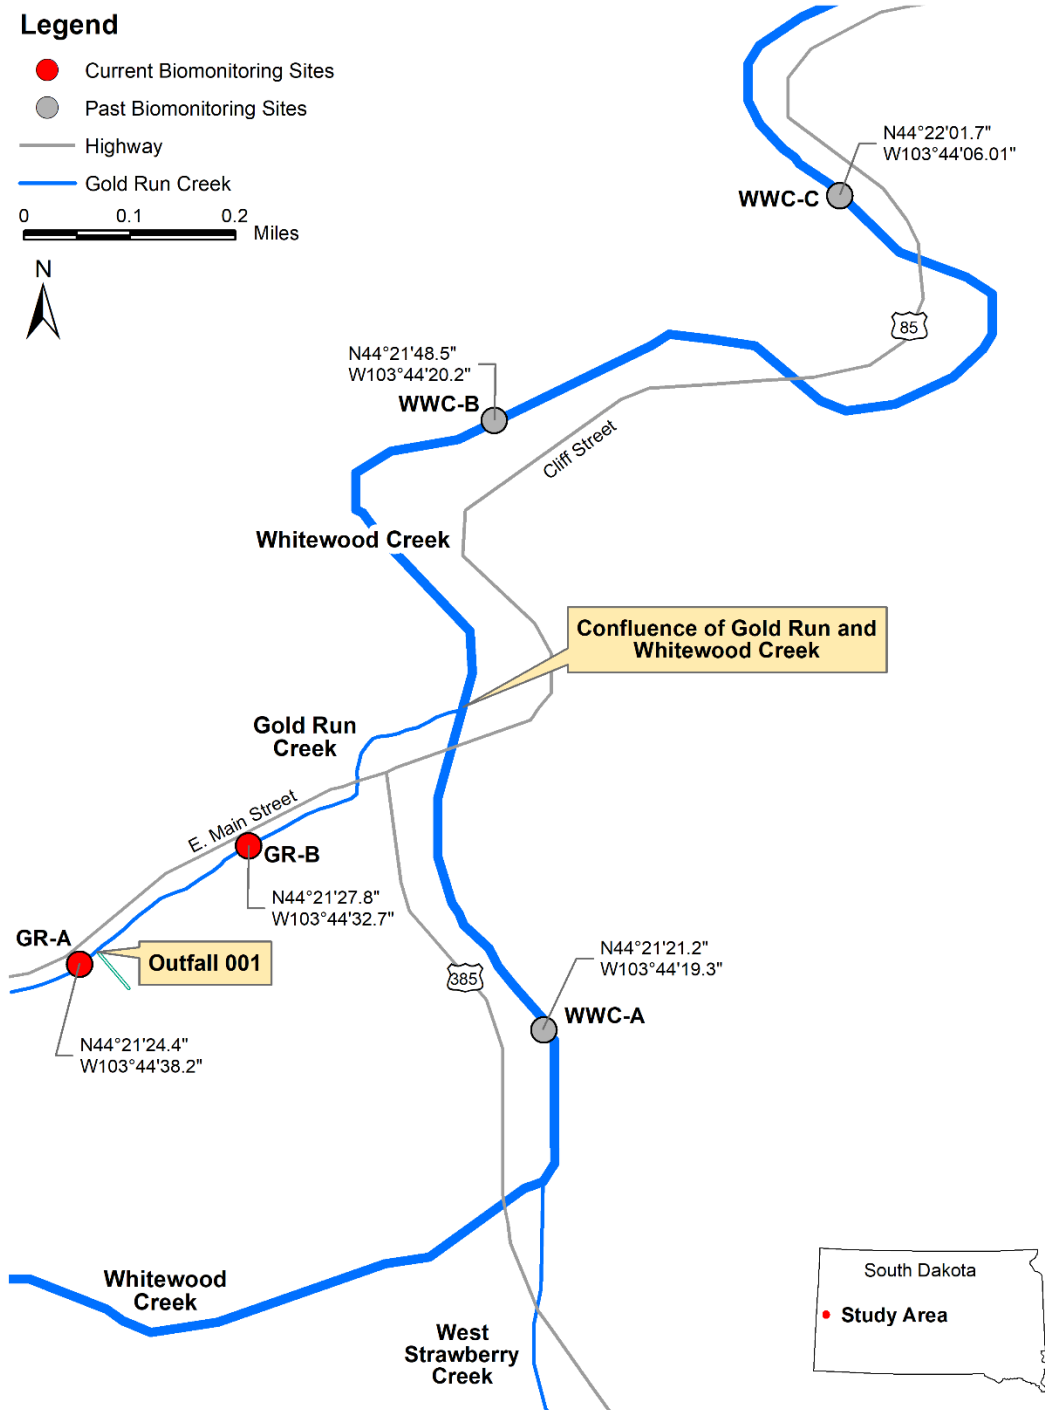 Legend
Current Biomonitoring Sites
Past Biomonitoring Sites
Highway
Gold Run Creek
0 0.1 0.2
Miles
N
N44°22'01.7"
W103°44'06.01"
WWC-C
85
N44°21'48.5"
W103°44'20.2"
WWC-B
Cliff Street
Whitewood Creek
Confluence of Gold Run and
Whitewood Creek
Gold Run
Creek
E. Main Street
GR-B
N44°21'27.8"
W103°44'32.7"
GR-A
Outfall 001
N44°21'21.2"
W103°44'19.3"
385
WWC-A
N44°21'24.4"
W103°44'38.2"
Whitewood
Creek
West
Strawberry
Creek
South Dakota
Study Area